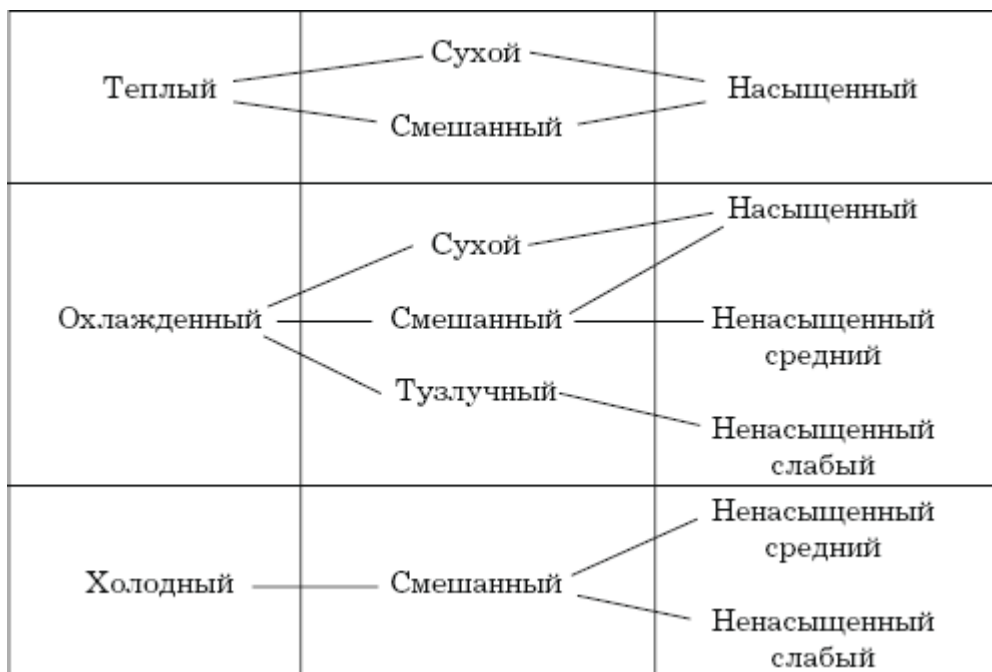 Сухой
Теплый
Насыщенный
Смешанный
Насыщенный
Сухой
Охлажденный
Смешанный
Ненасыщенный
средний
Тузлучный
Ненасыщенный
слабый
Ненасыщенный
средний
Холодный
Смешанный
Ненасыщенный
слабый